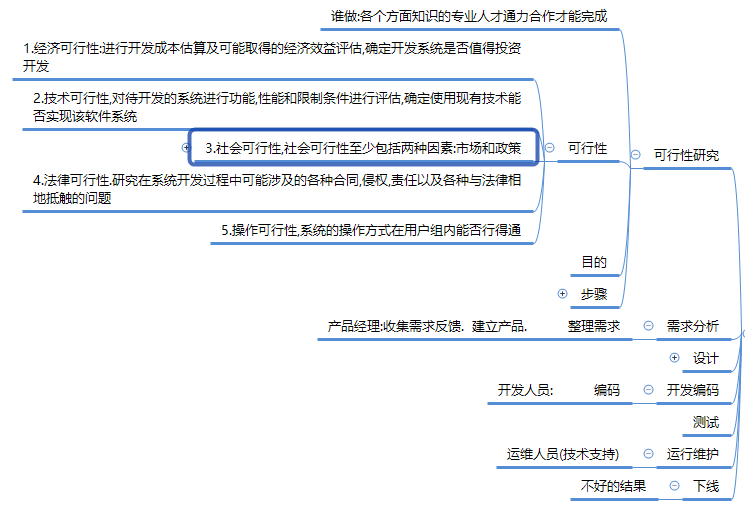 谁做:各个方面知识的专业人才通力合作才能完成
1.经济可行性:进行开发成本估算及可能取得的经济效益评估,确定开发系统是否值得投资
开发
2.技术可行性,对待开发的系统进行功能,性能和限制条件进行评估,确定使用现有技术能
否实现该软件系统
3.社会可行性,社会可行性至少包括两种因素:市场和政策
可行性
可行性研究
4.法律可行性.研究在系统开发过程中可能涉及的各种合同,侵权,责任以及各种与法律相
地抵触的问题
5.操作可行性,系统的操作方式在用户组内能否行得通
目的
步骤
产品经理:收集需求反馈. 建立产品. 整理需求
需求分析
设计
开发人员: 编码
开发编码
测试
运维人员(技术支持)
运行维护
不好的结果
下线